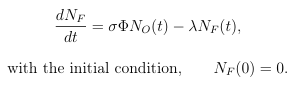 dN_F/dt = σΦN_O(t) − λN_F(t),
with the initial condition, N_F(0) = 0.